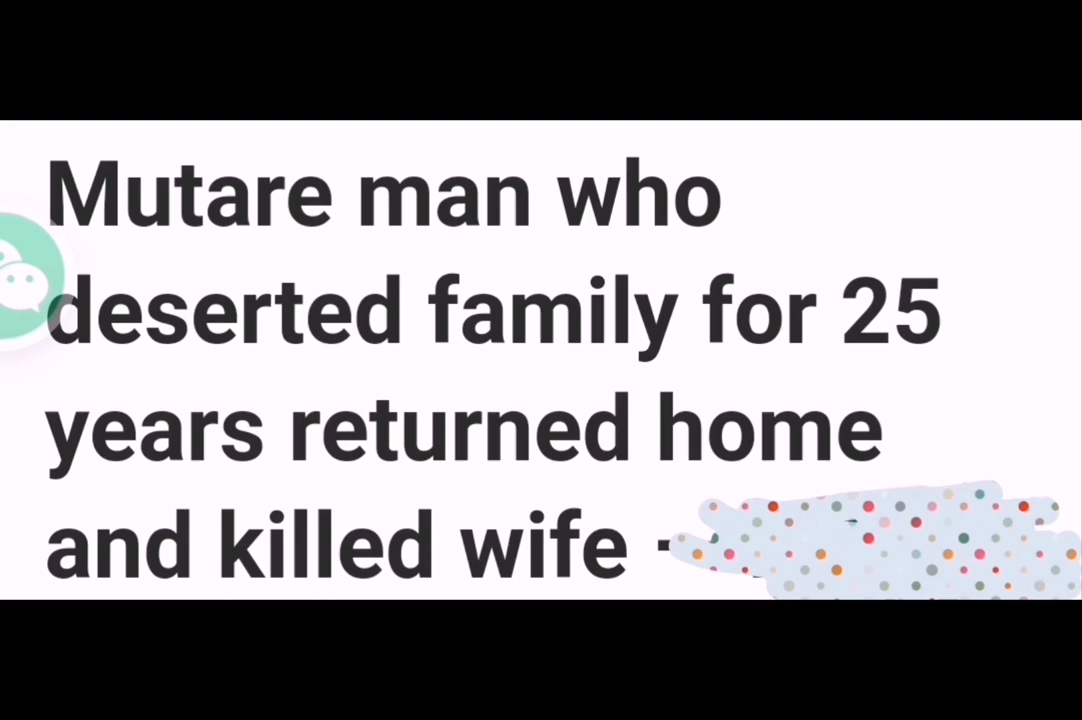 Mutare man who
deserted family for 25
years returned home
and killed wife -